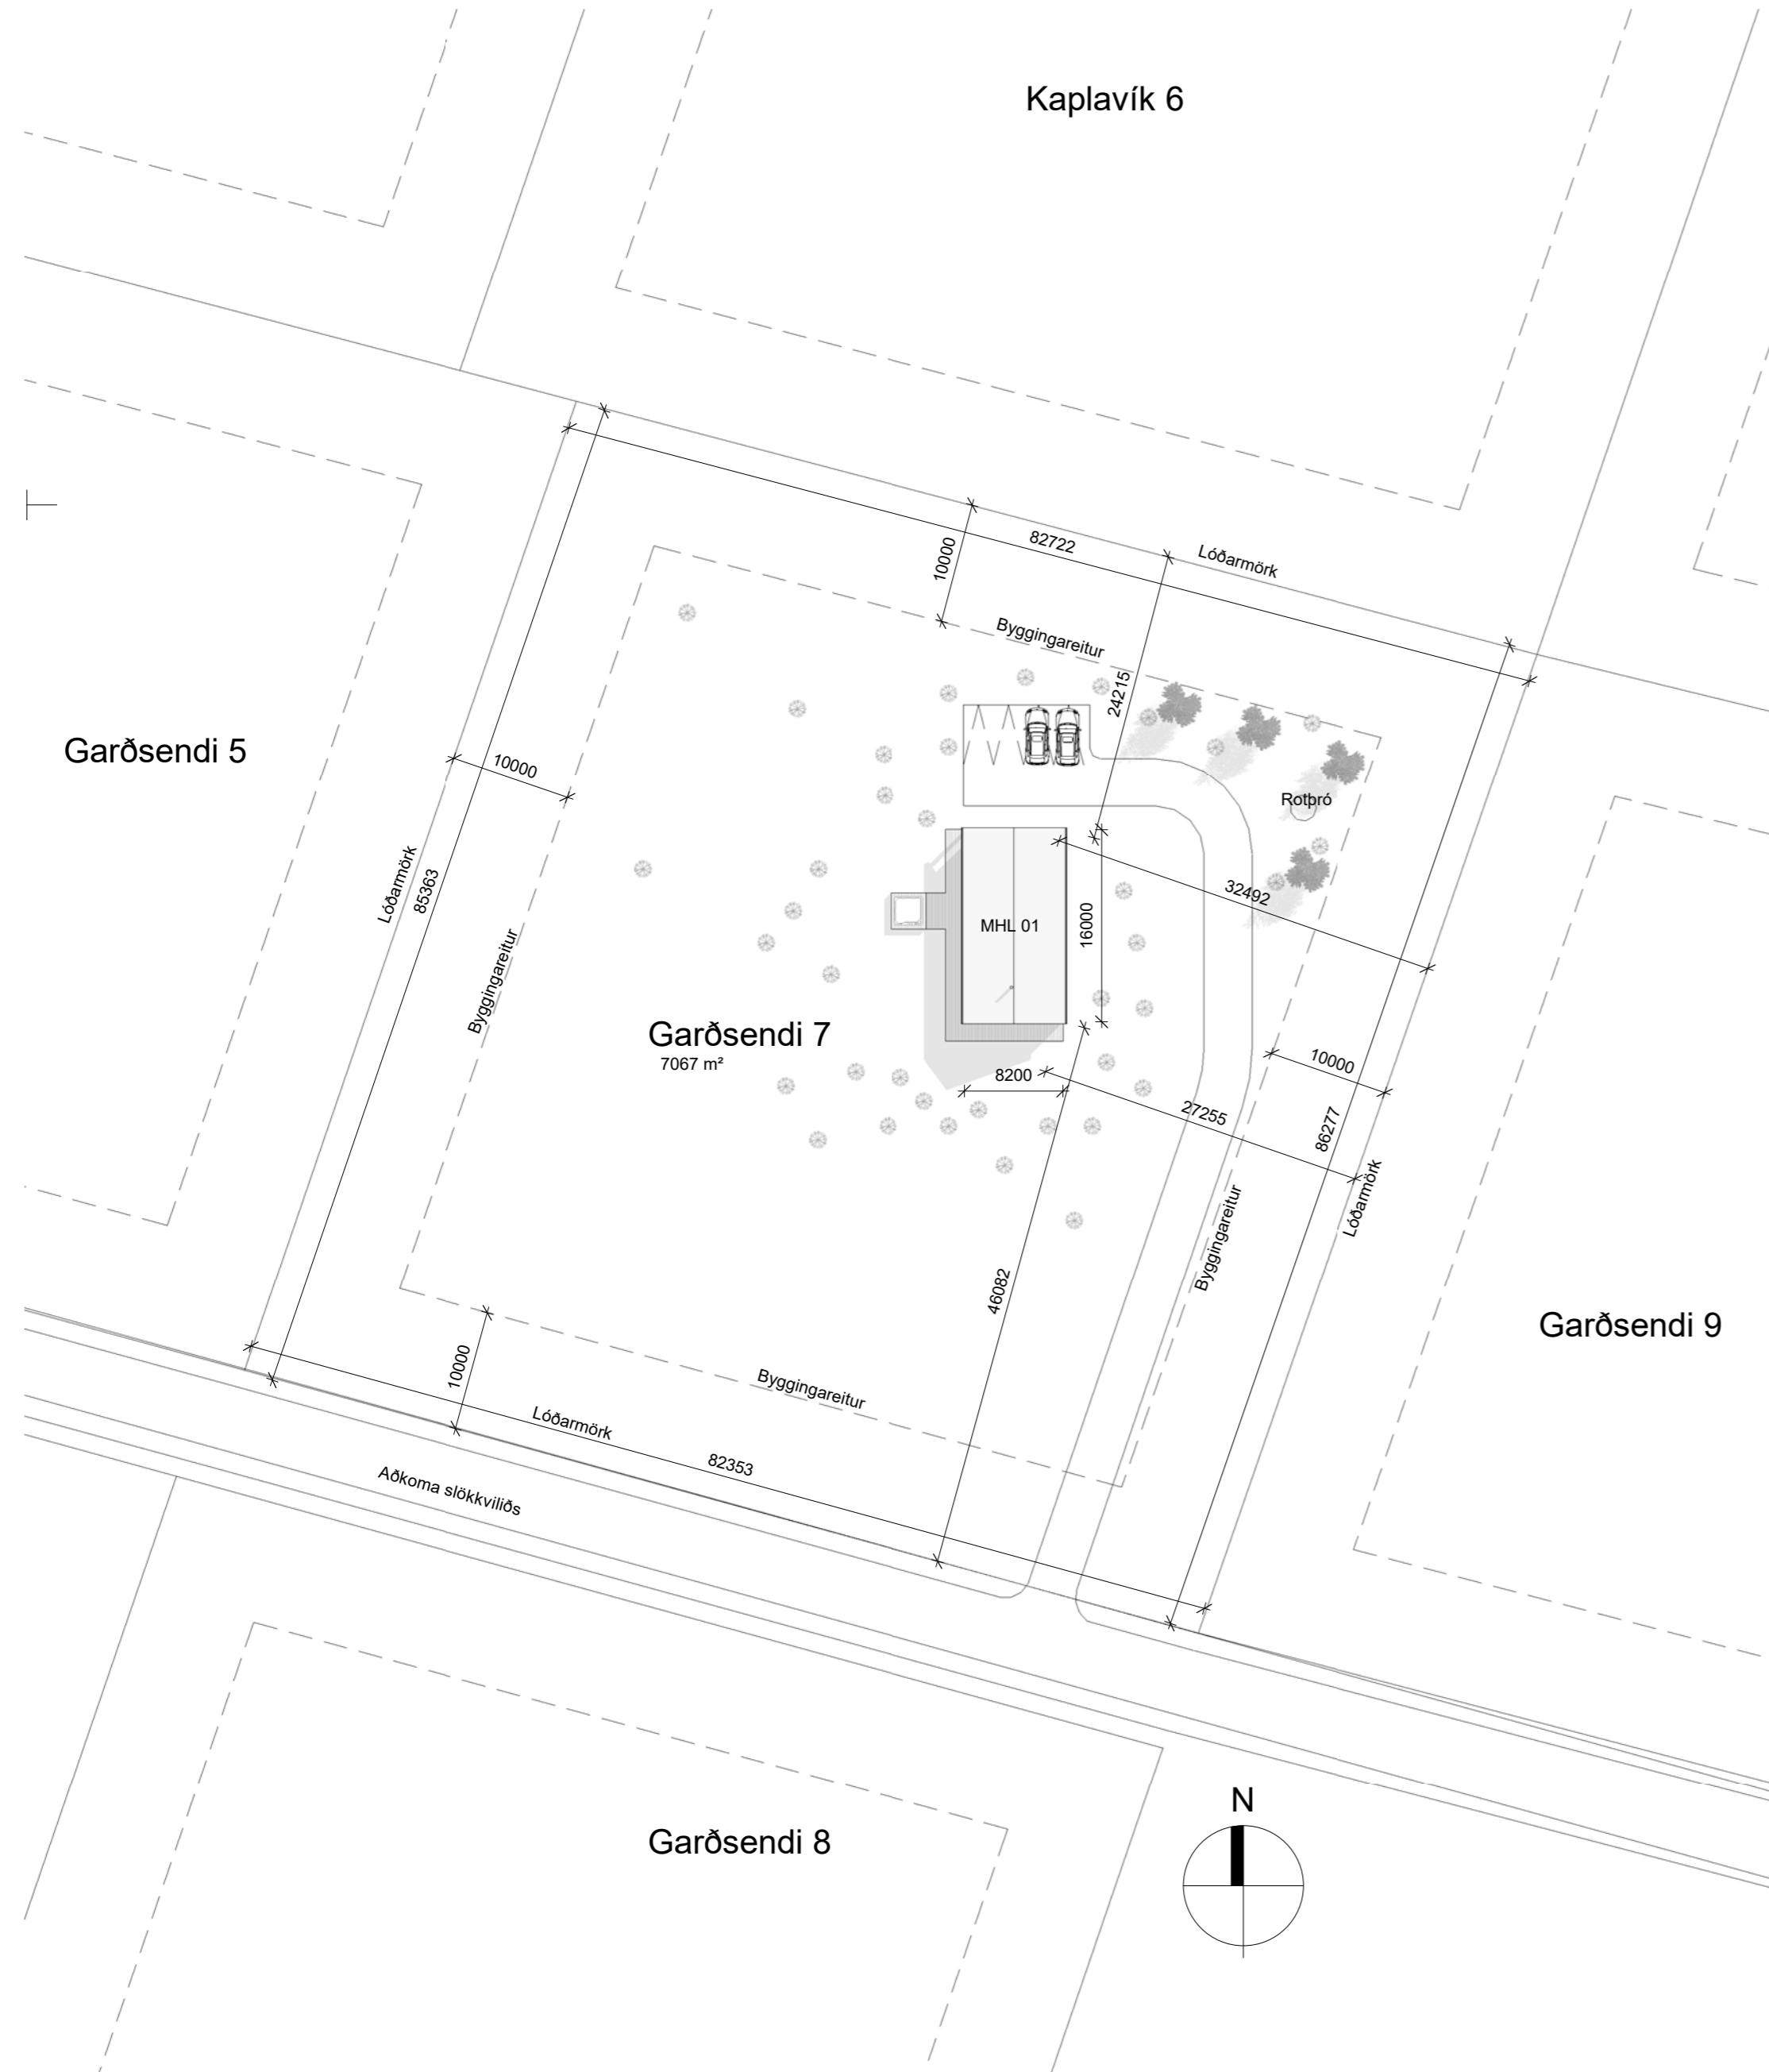 Kaplavík 6
82722
Lóðarmörk
10000
Byggingareitur
24215
Garðsendi 5
10000
Rotþró
Lóðarmörk
85363
32492
MHL 01
16000
Byggingareitur
Garðsendi 7
7067 m²
10000
8200
27255
86277
Lóðarmörk
Byggingareitur
46082
Garðsendi 9
10000
Byggingareitur
Lóðarmörk
82353
Aðkoma slökkviliðs
N
Garðsendi 8